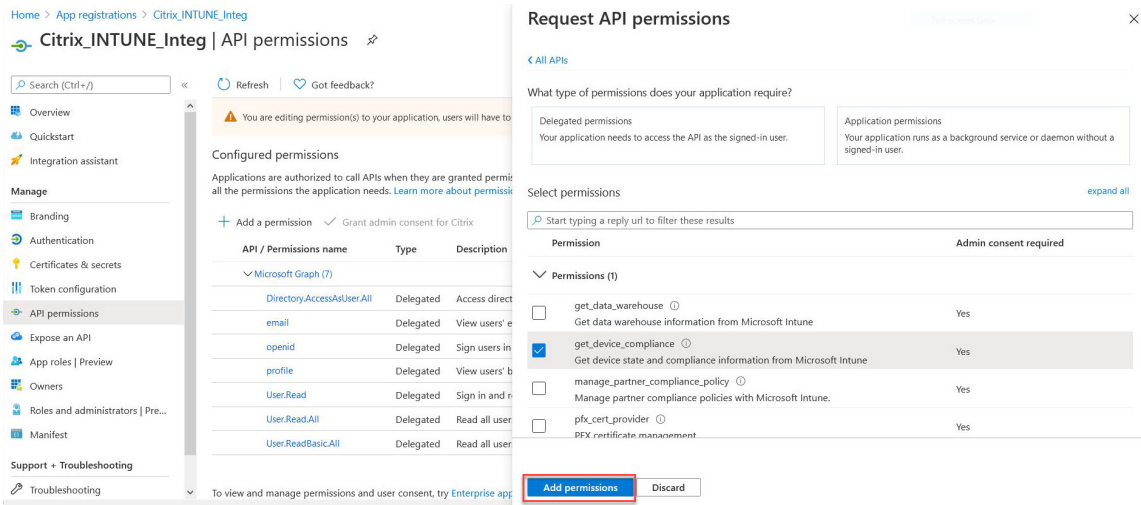 Home > App registrations > Citrix_INTUNE_Integ
Citrix_INTUNE_Integ | API permissions
Search (Ctrl+/)
«
Overview
Quickstart
Integration assistant
Manage
Branding
Authentication
Certificates & secrets
Token configuration
API permissions
Expose an API
App roles | Preview
Owners
Roles and administrators | Pre...
Manifest
Support + Troubleshooting
Troubleshooting
Refresh
Got feedback?
You are editing permission(s) to your application, users will have to
Configured permissions
Applications are authorized to call APIs when they are granted
all the permissions the application needs. Learn more about
Add a permission
Grant admin consent for Citrix
API / Permissions name Type Description
Microsoft Graph (7)
Directory.AccessAsUser.All Delegated Access
email Delegated View users'
openid Delegated Sign users in
profile Delegated View users'
User.Read Delegated Sign in and
User.Read.All Delegated Read all
User.ReadBasic.All Delegated Read all
To view and manage permissions and user consent, try Enterprise
Request API permissions
All APIs
What type of permissions does your application require?
Delegated permissions
Your application needs to access the API as the signed-in user.
Application permissions
Your application runs as a background service or daemon without a
signed-in user.
Select permissions
expand all
Start typing a reply url to filter these results
Permission Admin consent required
Permissions (1)
get_data_warehouse
Get data warehouse information from Microsoft Intune
Yes
get_device_compliance
Get device state and compliance information from Microsoft Intune
Yes
manage_partner_compliance_policy
Manage partner compliance policies with Microsoft Intune.
Yes
pfx_cert_provider
PFX certificate management
Yes
Add permissions
Discard